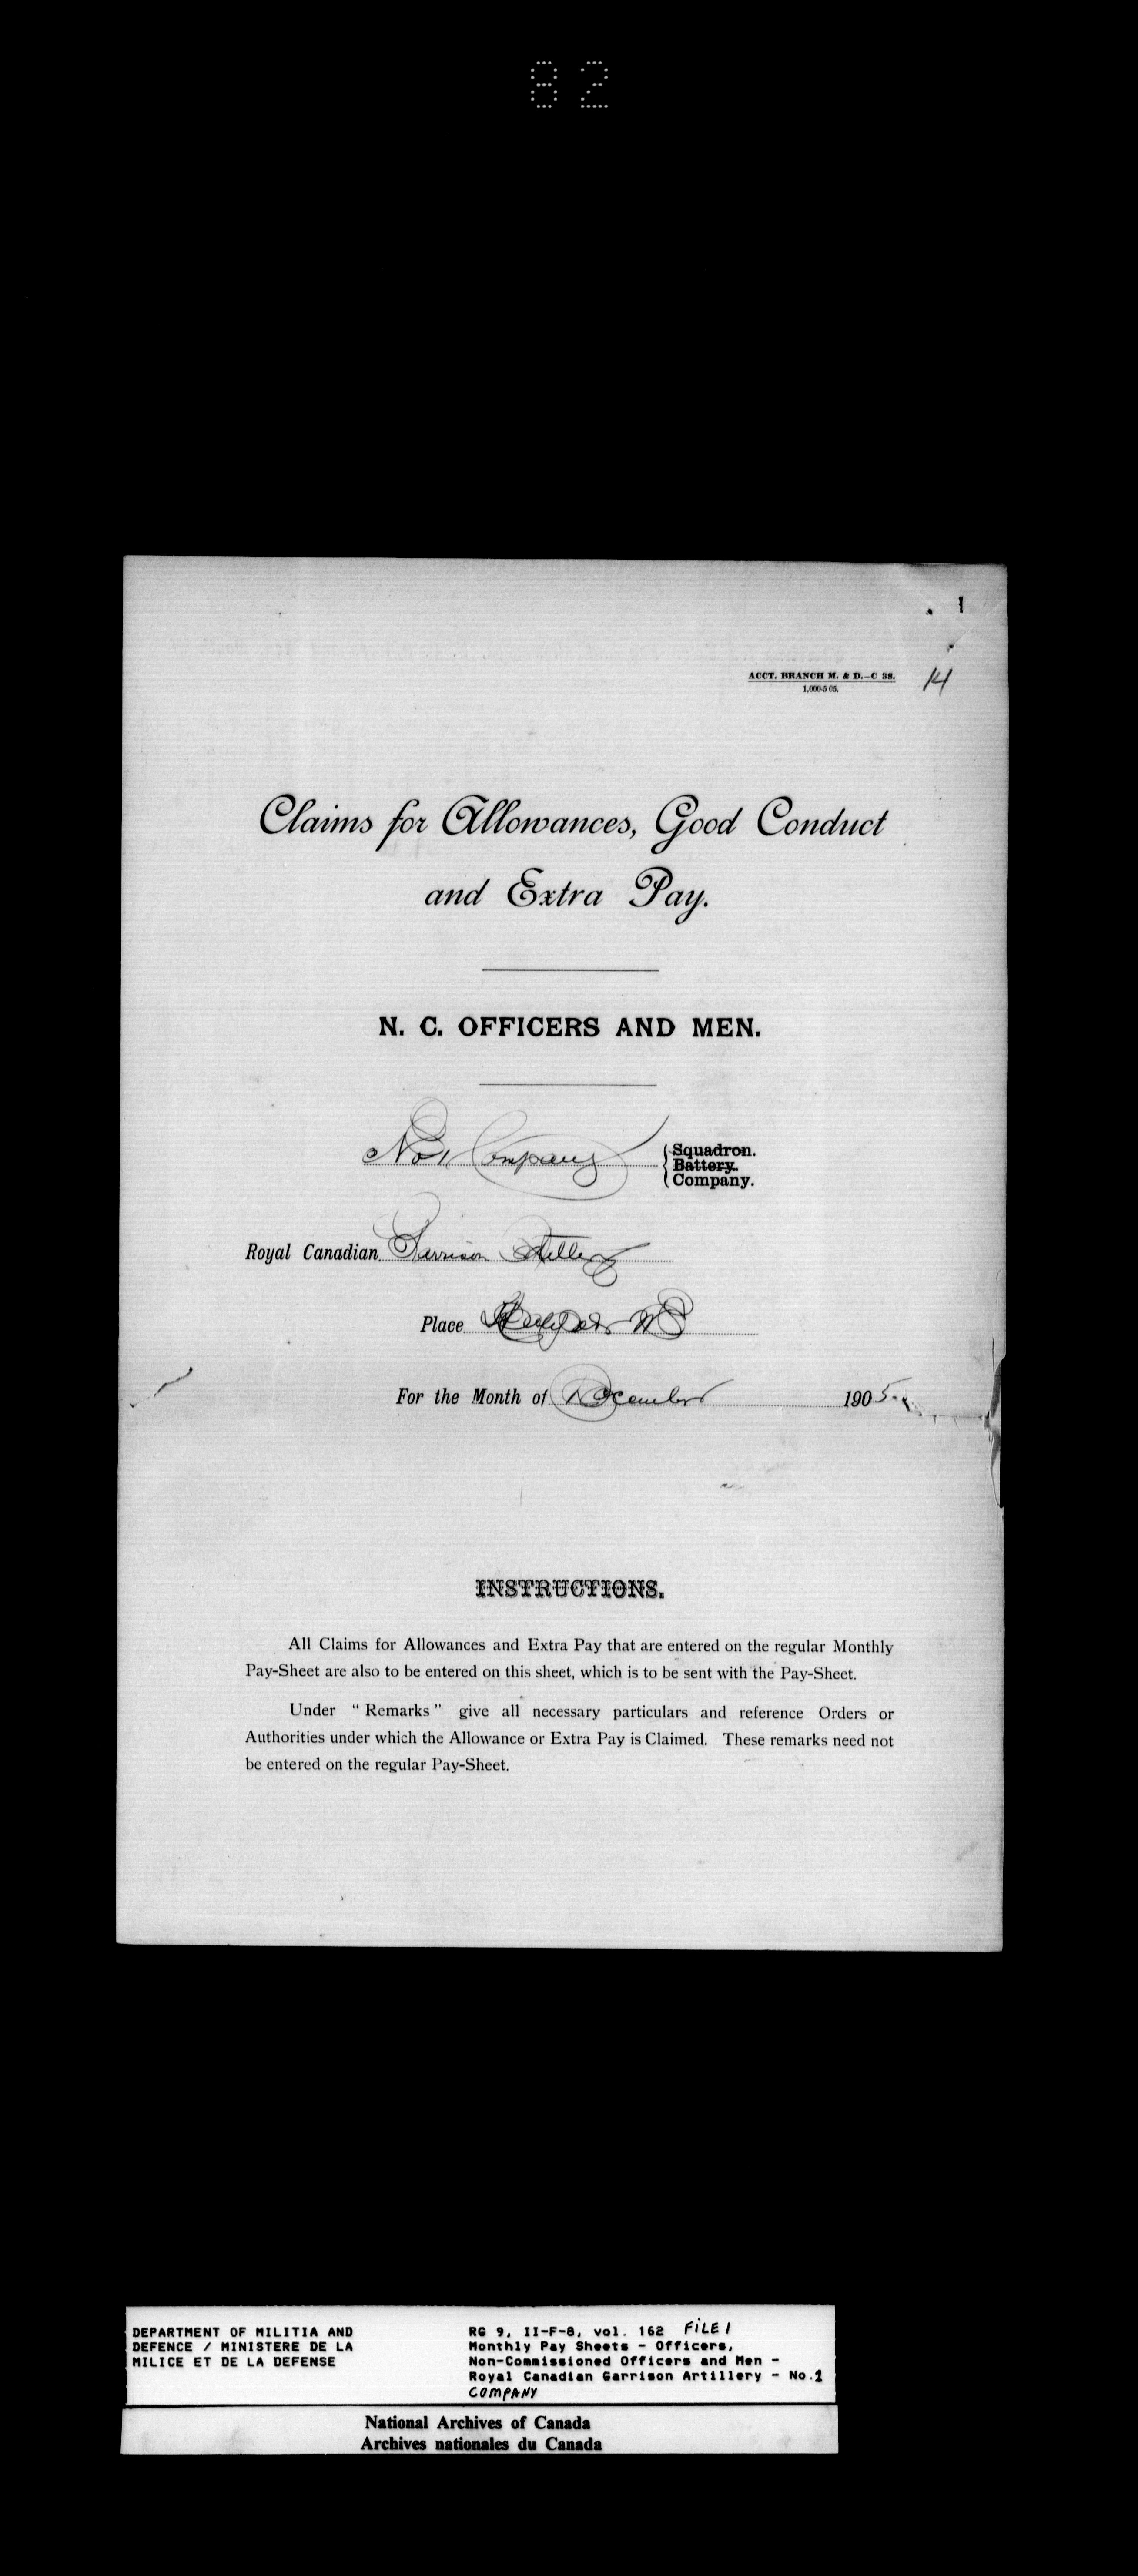 82
1
ACCT. BRANCH M. & D.—C 38.
1,000-5 05.
14
Claims for Allowances, Good Conduct
and Extra Pay.
N. C. OFFICERS AND MEN.
No 1 Company
Squadron.
Battery.
Company.
Royal Canadian Garrison Artillery
Place
For the Month of December 1905.
INSTRUCTIONS.
All Claims for Allowances and Extra Pay that are entered on the regular Monthly
Pay-Sheet are also to be entered on this sheet, which is to be sent with the Pay-Sheet.
Under “ Remarks ” give all necessary particulars and reference Orders or
Authorities under which the Allowance or Extra Pay is Claimed. These remarks need not
be entered on the regular Pay-Sheet.
DEPARTMENT OF MILITIA AND
DEFENCE / MINISTERE DE LA
MILICE ET DE LA DEFENSE
RG 9, II-F-8, vol. 162 FILE 1
Monthly Pay Sheets - Officers,
Non-Commissioned Officers and Men -
Royal Canadian Garrison Artillery - No.1
COMPANY
National Archives of Canada
Archives nationales du Canada